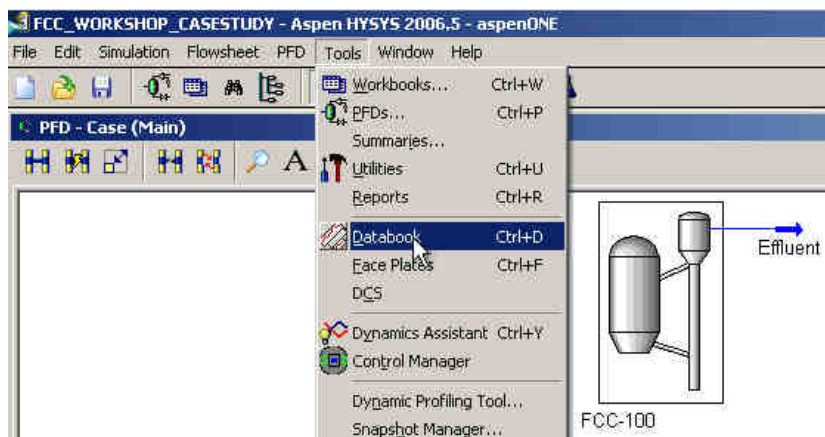 FCC_WORKSHOP_CASESTUDY - Aspen HYSYS 2006.5 - aspenONE
File Edit Simulation Flowsheet PFD Tools Window Help
PFD - Case (Main)
A
Workbooks... Ctrl+W
PFDs... Ctrl+P
Summaries...
Utilities Ctrl+U
Reports Ctrl+R
Databook Ctrl+D
Face Plates Ctrl+F
DCS
Dynamics Assistant Ctrl+Y
Control Manager
Dynamic Profiling Tool...
Snapshot Manager...
Effluent
FCC-100